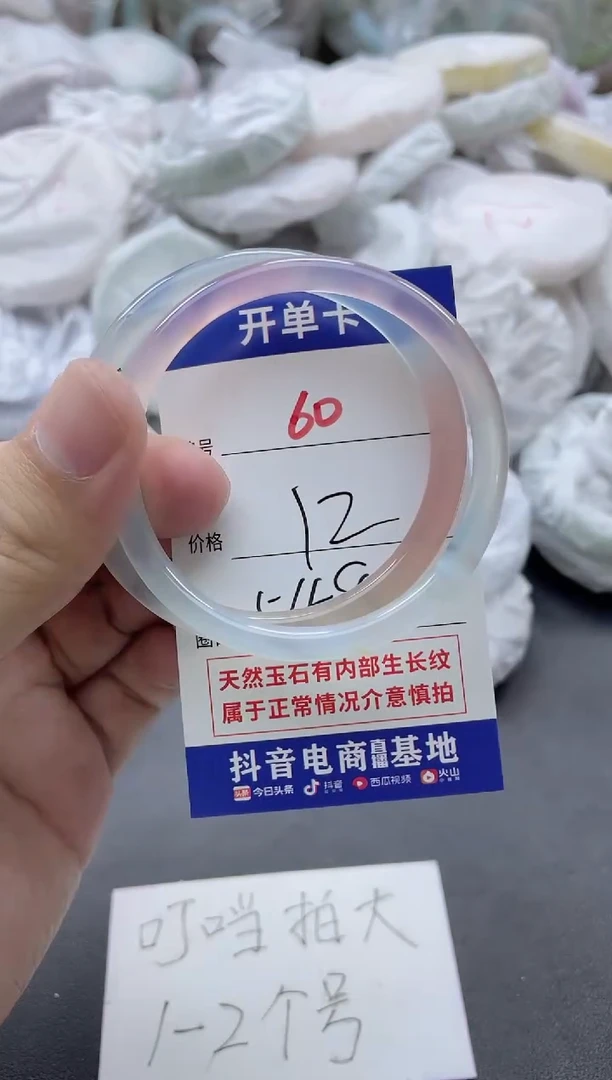 开单卡
号 60
价格 12
天然玉石有内部生长纹
属于正常情况介意慎拍
抖音电商直播基地
头条 今日头条 抖音 西瓜视频 火山
叮当拍大
1-2个号